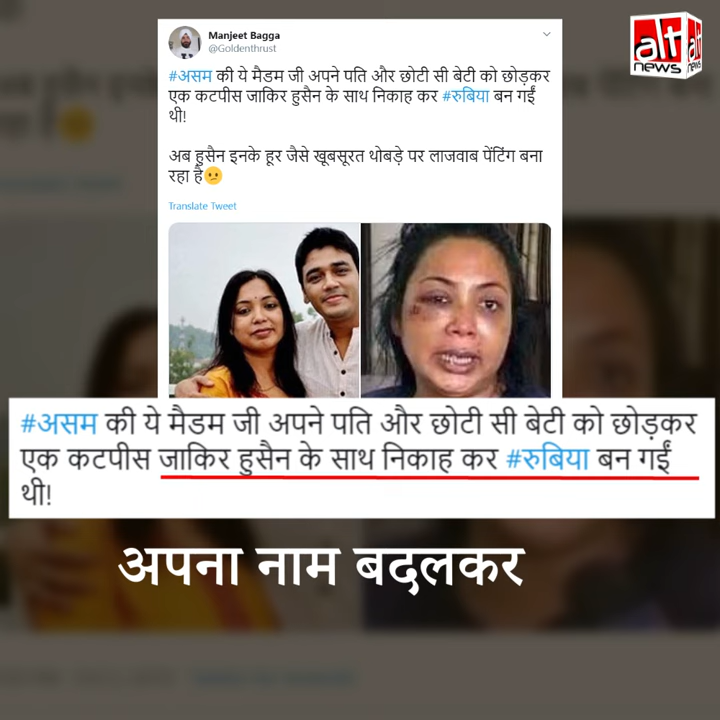 Manjeet Bagga
@Goldenthrust
#असम की ये मैडम जी अपने पति और छोटी सी बेटी को छोड़कर
एक कटपीस जाकिर हुसैन के साथ निकाह कर #रुबिया बन गईं
थी!
अब हुसैन इनके हूर जैसे खूबसूरत थोबड़े पर लाजवाब पेंटिंग बना
रहा है
Translate Tweet
alt
news
#असम की ये मैडम जी अपने पति और छोटी सी बेटी को छोड़कर
एक कटपीस जाकिर हुसैन के साथ निकाह कर #रुबिया बन गईं
थी!
अपना नाम बदलकर